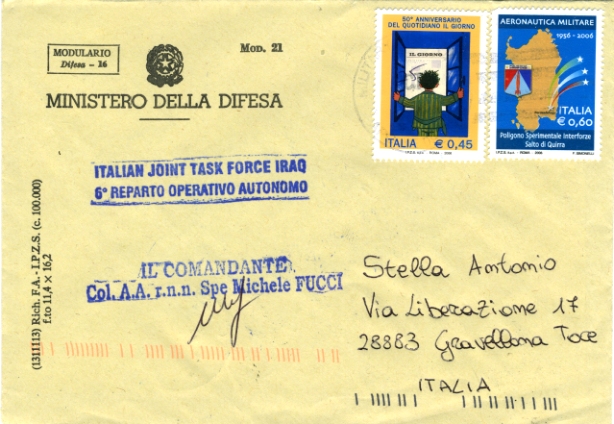 MODULARIO
Difesa - 16
Mod. 21
MINISTERO DELLA DIFESA
50° ANNIVERSARIO
DEL QUOTIDIANO IL GIORNO
IL GIORNO
ITALIA € 0,45
AERONAUTICA MILITARE
1956 - 2006
ITALIA
€ 0,60
Poligono Sperimentale Interforze
Salto di Quirra
ITALIAN JOINT TASK FORCE IRAQ
6° REPARTO OPERATIVO AUTONOMO
IL COMANDANTE
Col. A.A. r.n.n. Spe Michele FUCCI
(1311113) Rich. F.A. - I.P.Z.S. (c. 100.000)
f.to 11,4 × 16,2
Stella Antonio
Via Liberazione 17
28883 Gravellona Toce
ITALIA